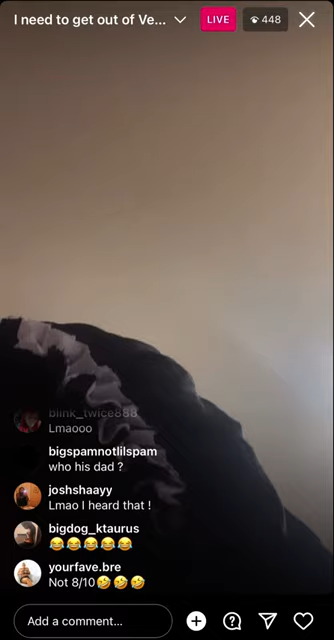 I need to get out of Ve...
LIVE
448
blink_twice888
Lmaooo
bigspamnotlilspam
who his dad ?
joshshaayy
Lmao I heard that !
bigdog_ktaurus
😂😂😂😂😂
yourfave.bre
Not 8/10🤣🤣🤣
Add a comment...